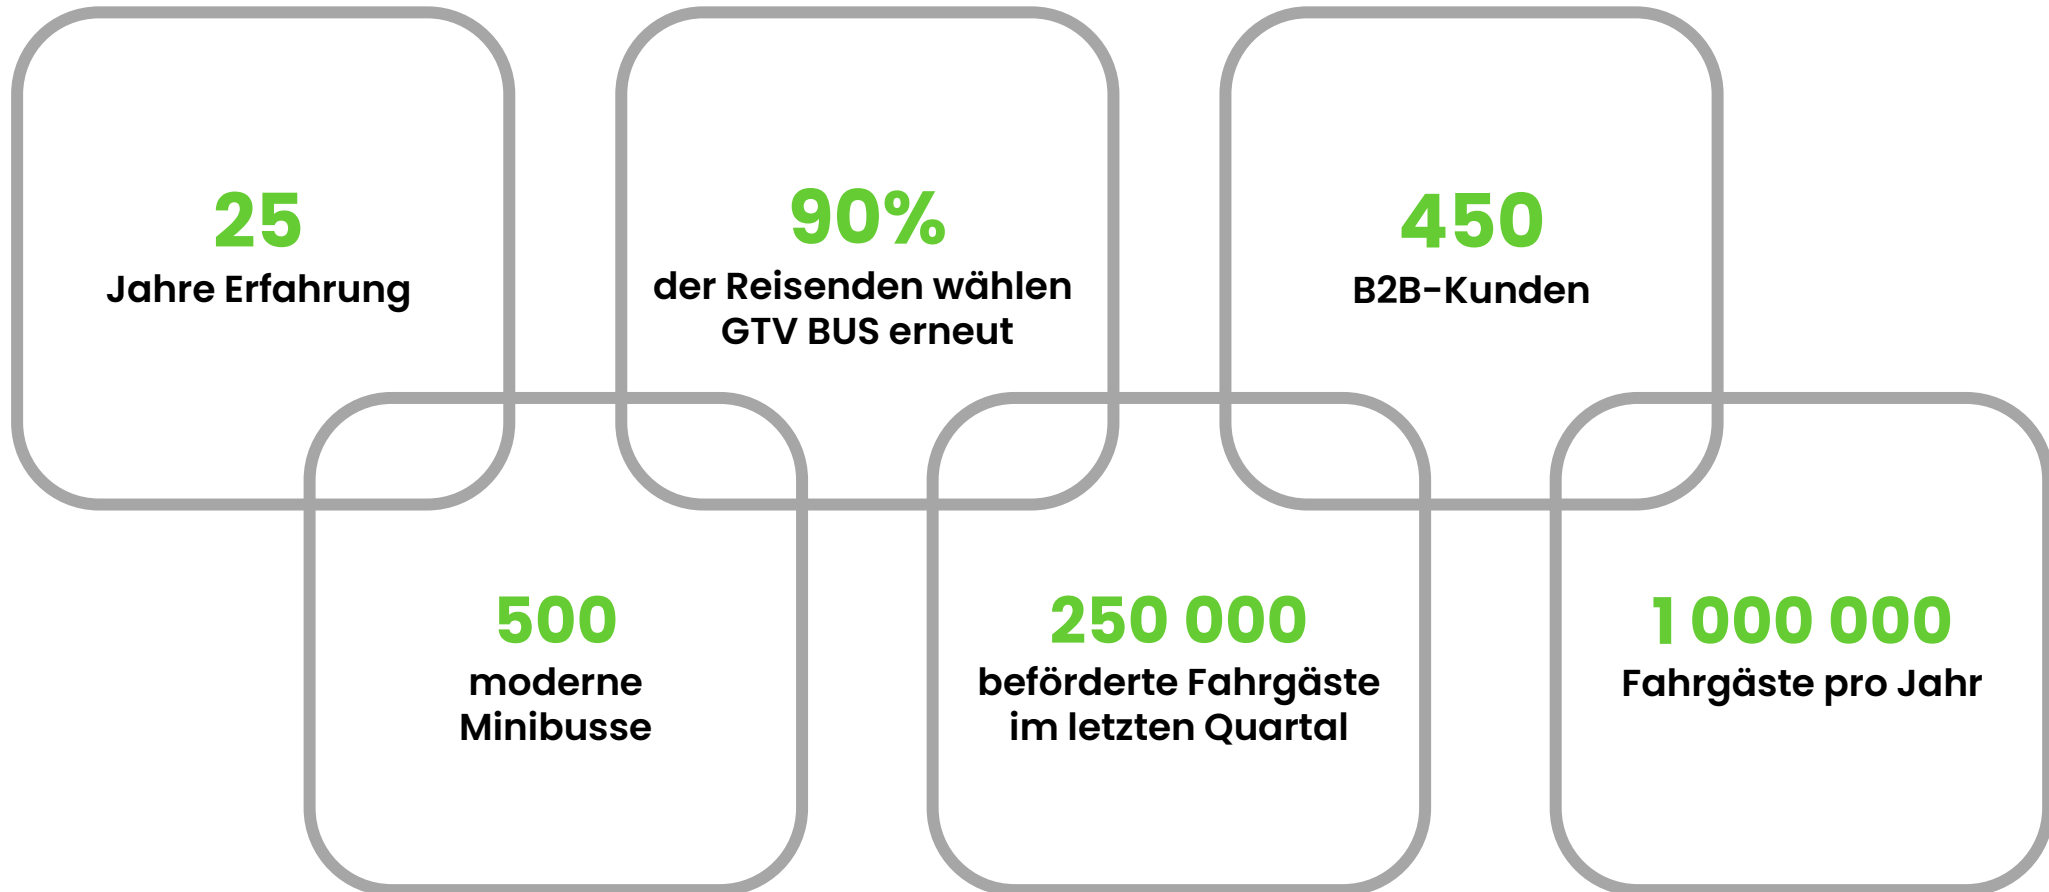 25
Jahre Erfahrung
90%
der Reisenden wählen
GTV BUS erneut
450
B2B-Kunden
500
moderne
Minibusse
250 000
beförderte Fahrgäste
im letzten Quartal
1 000 000
Fahrgäste pro Jahr